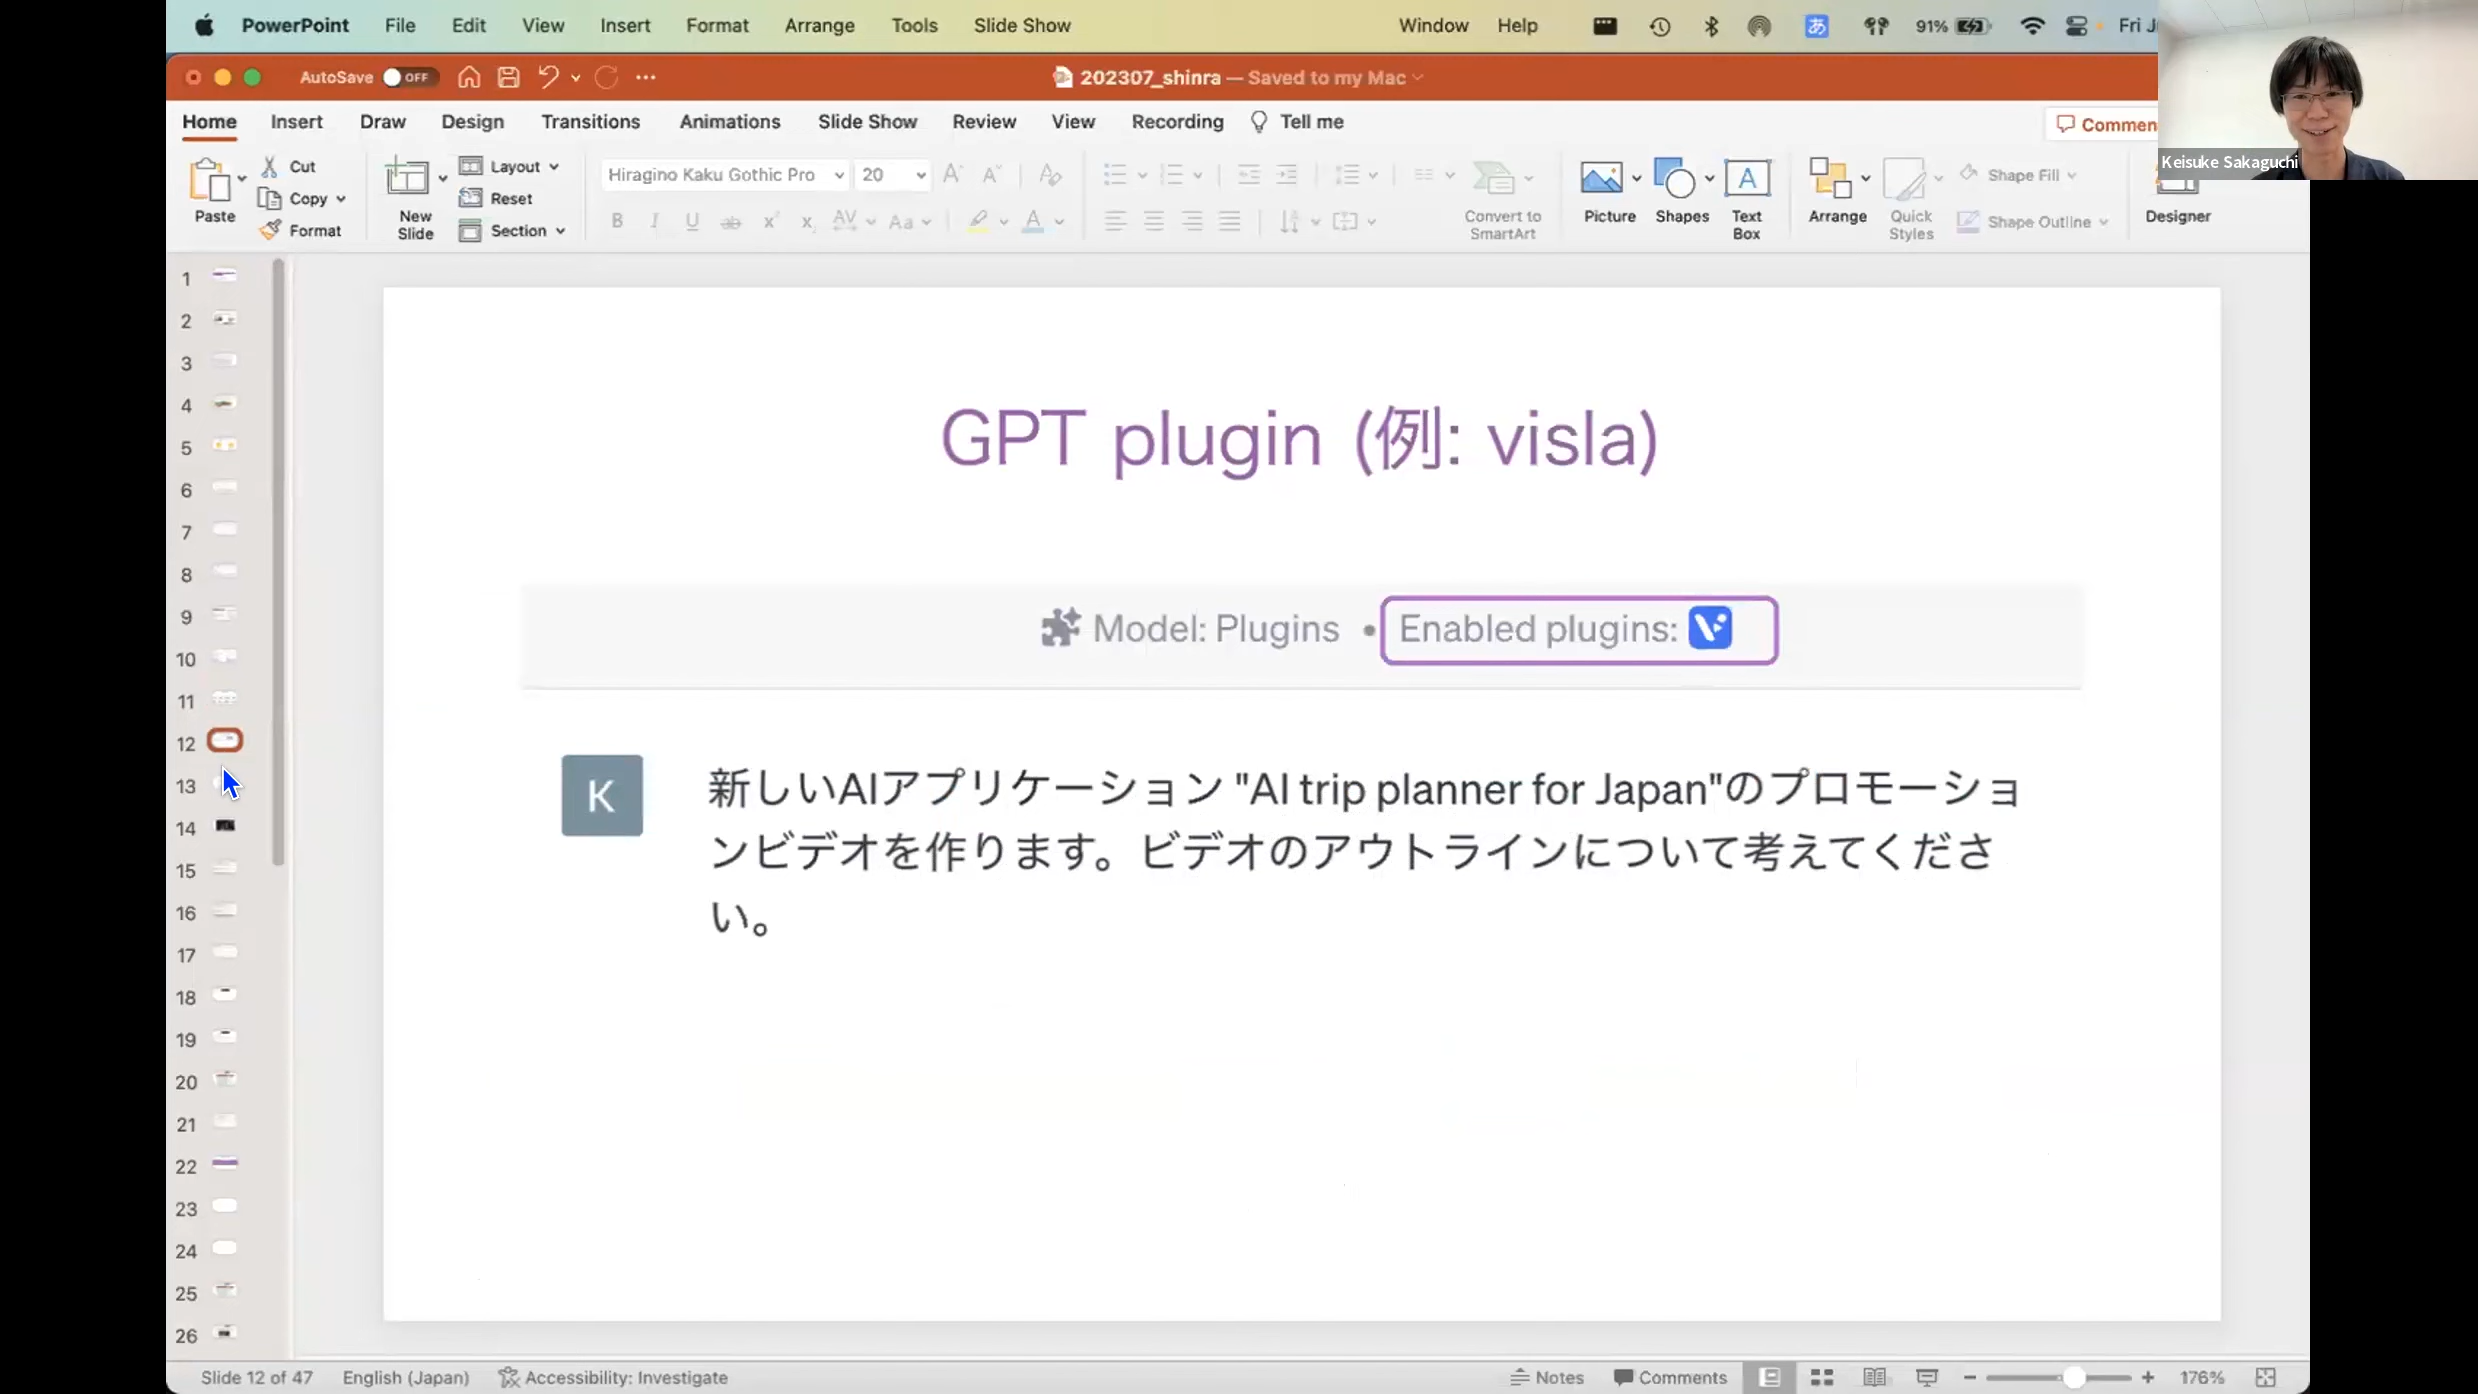 PowerPoint File Edit View Insert Format Arrange Tools Slide Show Window Help あ 91% Fri
AutoSave OFF 202307_shinra — Saved to my Mac
Home Insert Draw Design Transitions Animations Slide Show Review View Recording Tell me
Paste
Cut
Copy
Format
New Slide
Layout
Reset
Section
Hiragino Kaku Gothic Pro 20
Convert to SmartArt
Picture
Shapes
Text Box
Arrange
Quick Styles
Shape Fill
Shape Outline
Designer
Keisuke Sakaguchi
1
2
3
4
5
6
7
8
9
10
11
12
13
14
15
16
17
18
19
20
21
22
23
24
25
26
GPT plugin (例: visla)
Model: Plugins • Enabled plugins:
K
新しいAIアプリケーション "AI trip planner for Japan"のプロモーショ
ンビデオを作ります。ビデオのアウトラインについて考えてくださ
い。
Slide 12 of 47 English (Japan) Accessibility: Investigate Notes Comments 176%